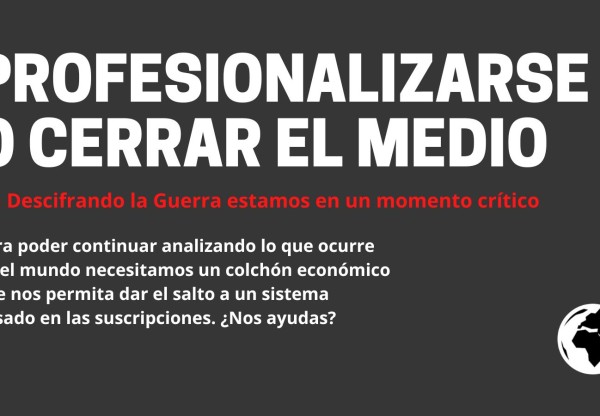 PROFESIONALIZARSE
O CERRAR EL MEDIO
Descifrando la Guerra estamos en un momento crítico
ra poder continuar analizando lo que ocurre
el mundo necesitamos un colchón económico
e nos permita dar el salto a un sistema
sado en las suscripciones. ¿Nos ayudas?